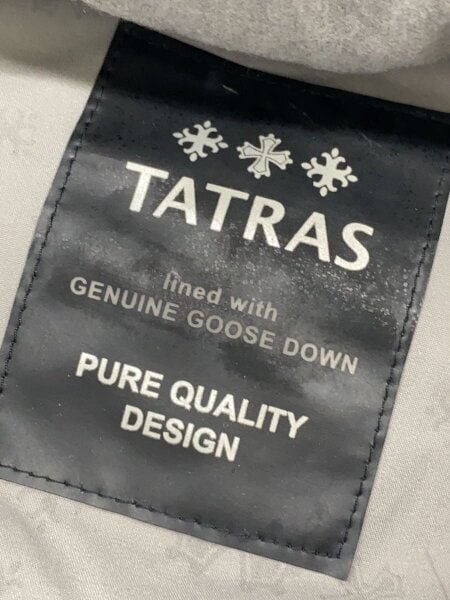 TATRAS
lined with
GENUINE GOOSE DOWN
PURE QUALITY
DESIGN